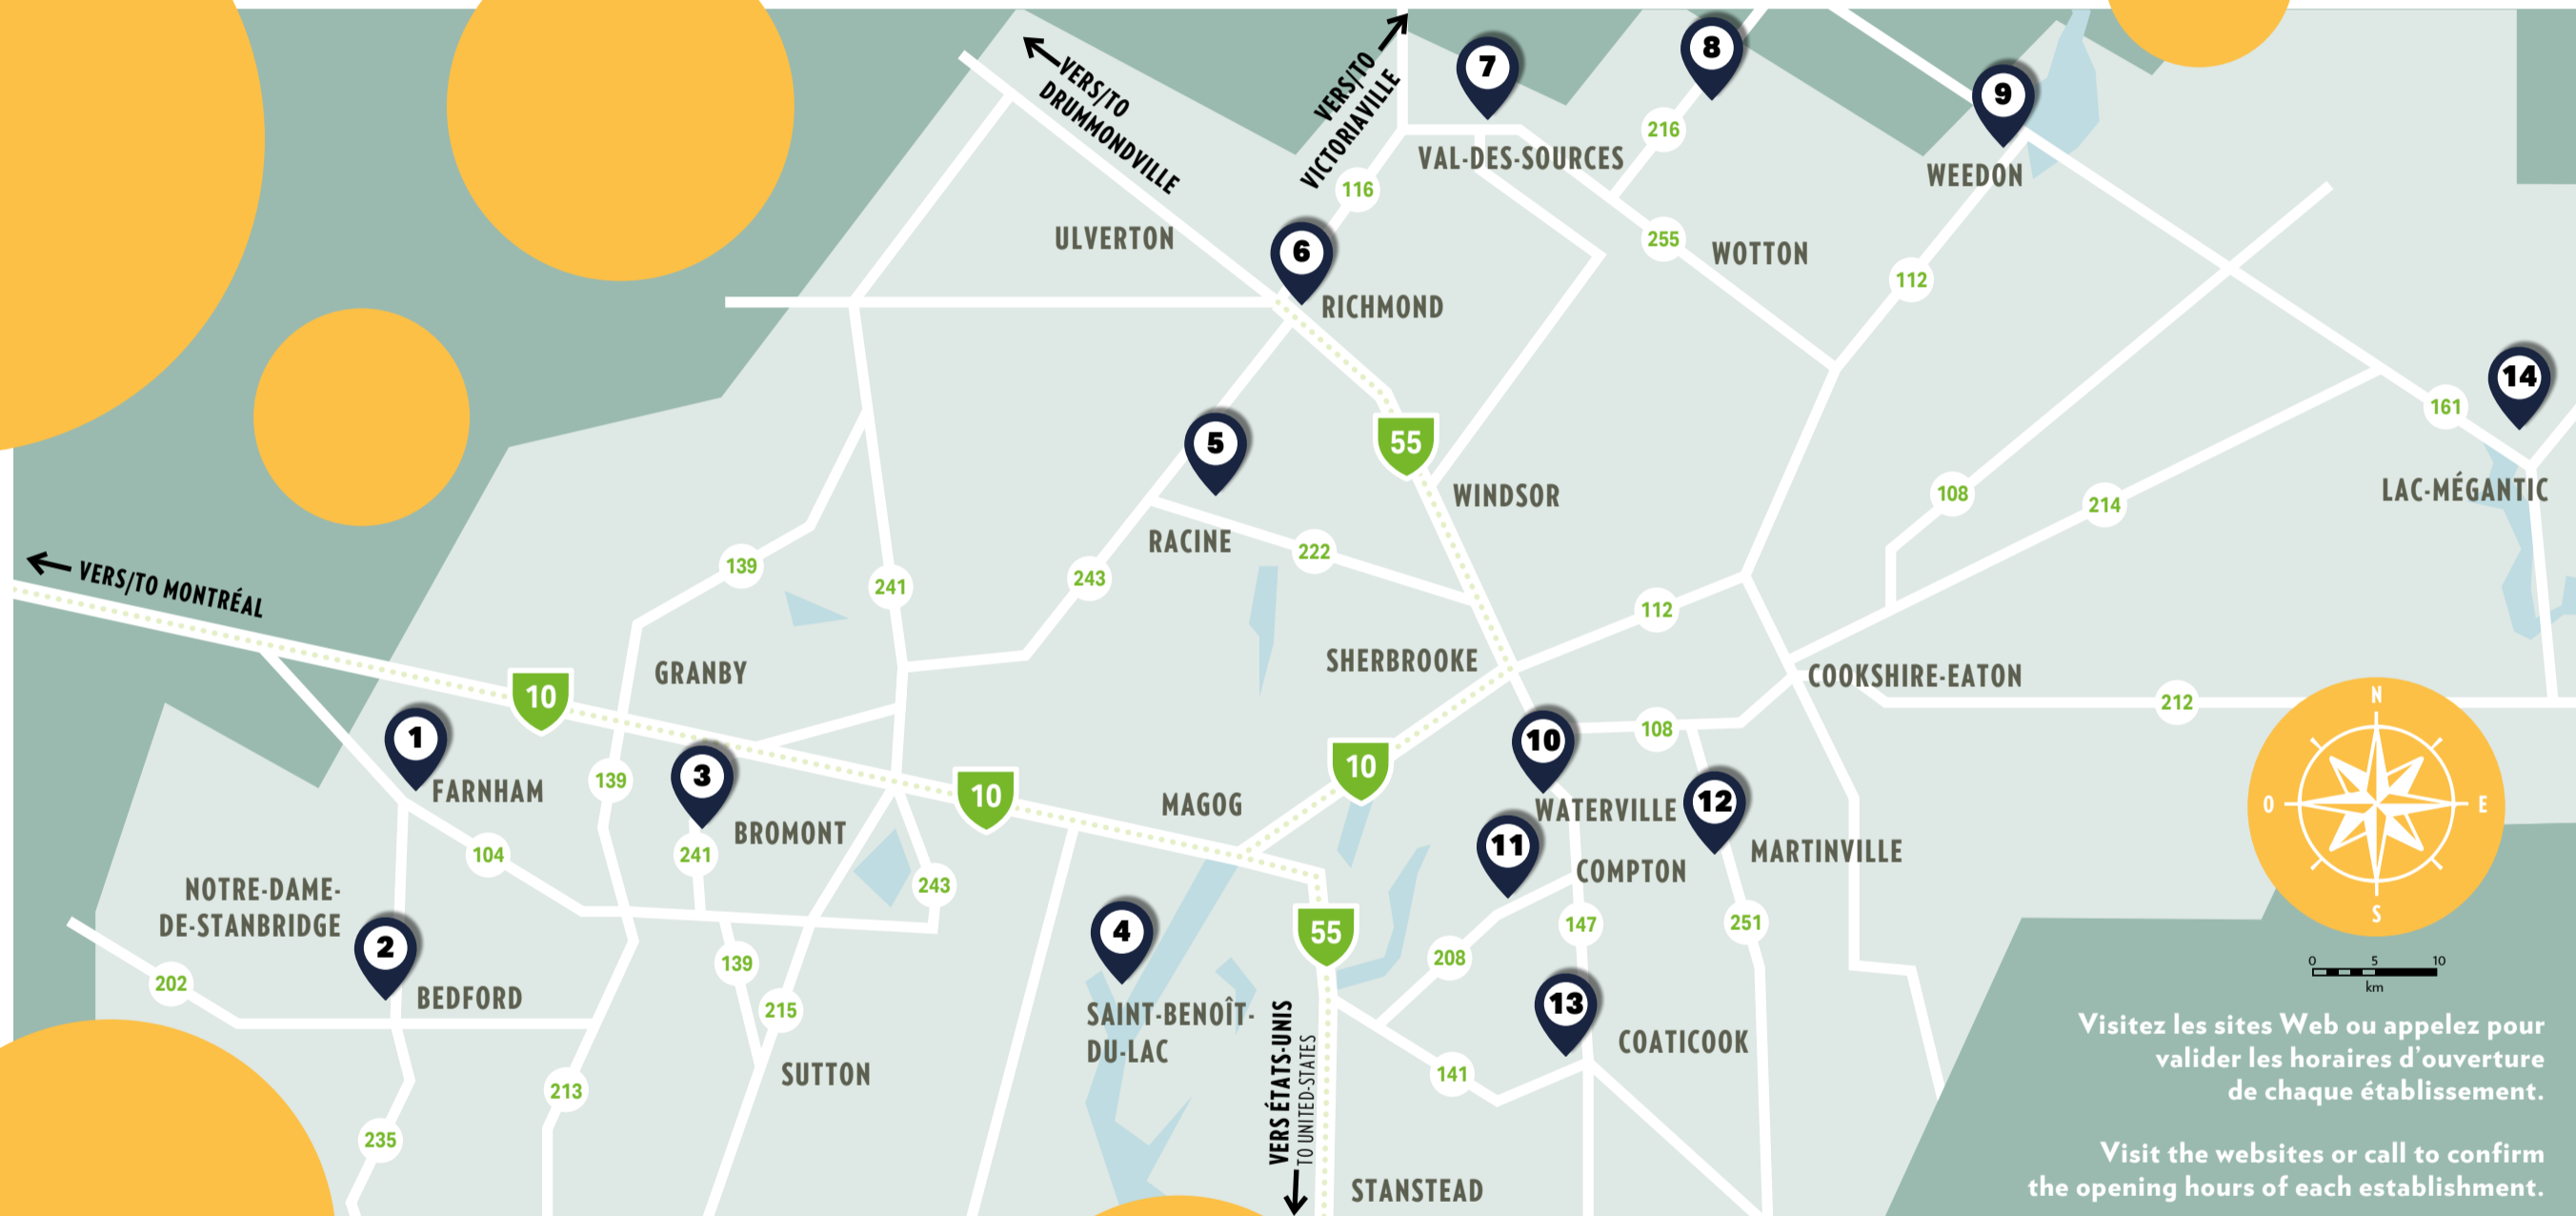 7
8
9
VERS/TO
DRUMMONDVILLE
VERS/TO
VICTORIAVILLE
216
VAL-DES-SOURCES
WEEDON
116
ULVERTON
6
255
WOTTON
112
RICHMOND
14
161
5
55
WINDSOR
108
214
LAC-MÉGANTIC
RACINE
222
VERS/TO MONTRÉAL
139
241
243
112
GRANBY
SHERBROOKE
COOKSHIRE-EATON
10
212
N
O
E
S
1
FARNHAM
139
3
BROMONT
10
MAGOG
10
10
108
WATERVILLE
12
MARTINVILLE
11
COMPTON
104
241
243
NOTRE-DAME-
DE-STANBRIDGE
2
BEDFORD
202
139
215
4
SAINT-BENOÎT-
DU-LAC
55
208
147
251
13
COATICOOK
141
213
SUTTON
235
VERS ÉTATS-UNIS
TO UNITED-STATES
STANSTEAD
0 5 10
km
Visitez les sites Web ou appelez pour
valider les horaires d'ouverture
de chaque établissement.
Visit the websites or call to confirm
the opening hours of each establishment.